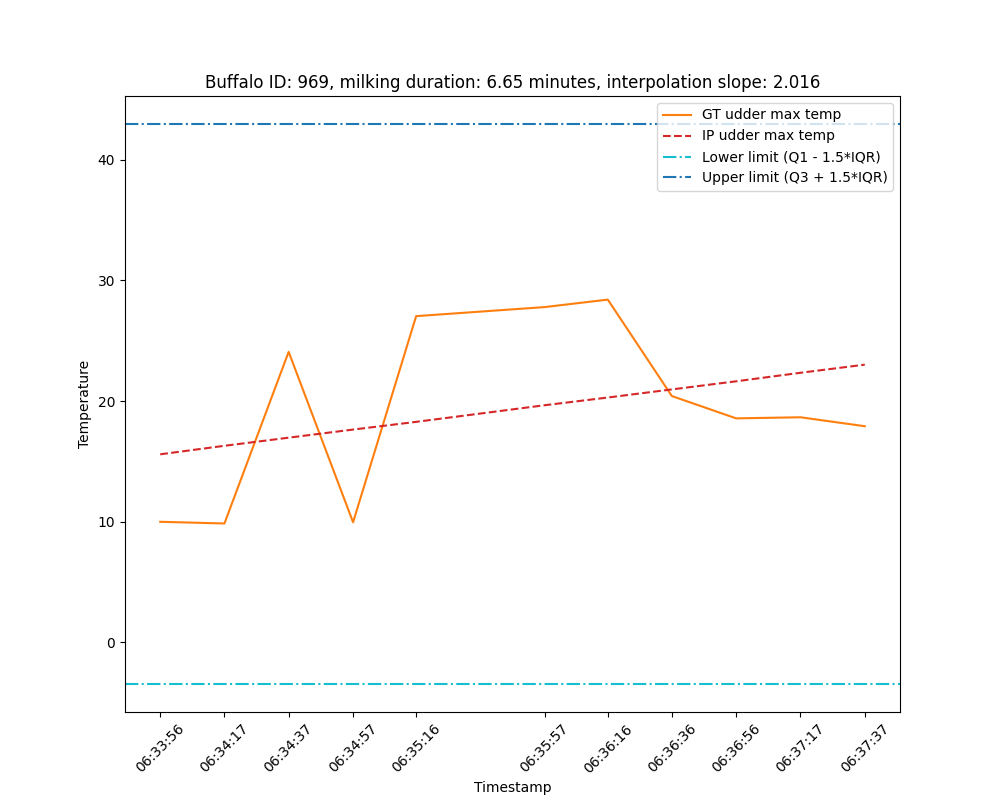 Buffalo ID: 969, milking duration: 6.65 minutes, interpolation slope: 2.016
GT udder max temp
IP udder max temp
Lower limit (Q1 - 1.5*IQR)
Upper limit (Q3 + 1.5*IQR)
40
30
20
10
0
Temperature
06:33:56
06:34:17
06:34:37
06:34:57
06:35:16
06:35:57
06:36:16
06:36:36
06:36:56
06:37:17
06:37:37
Timestamp